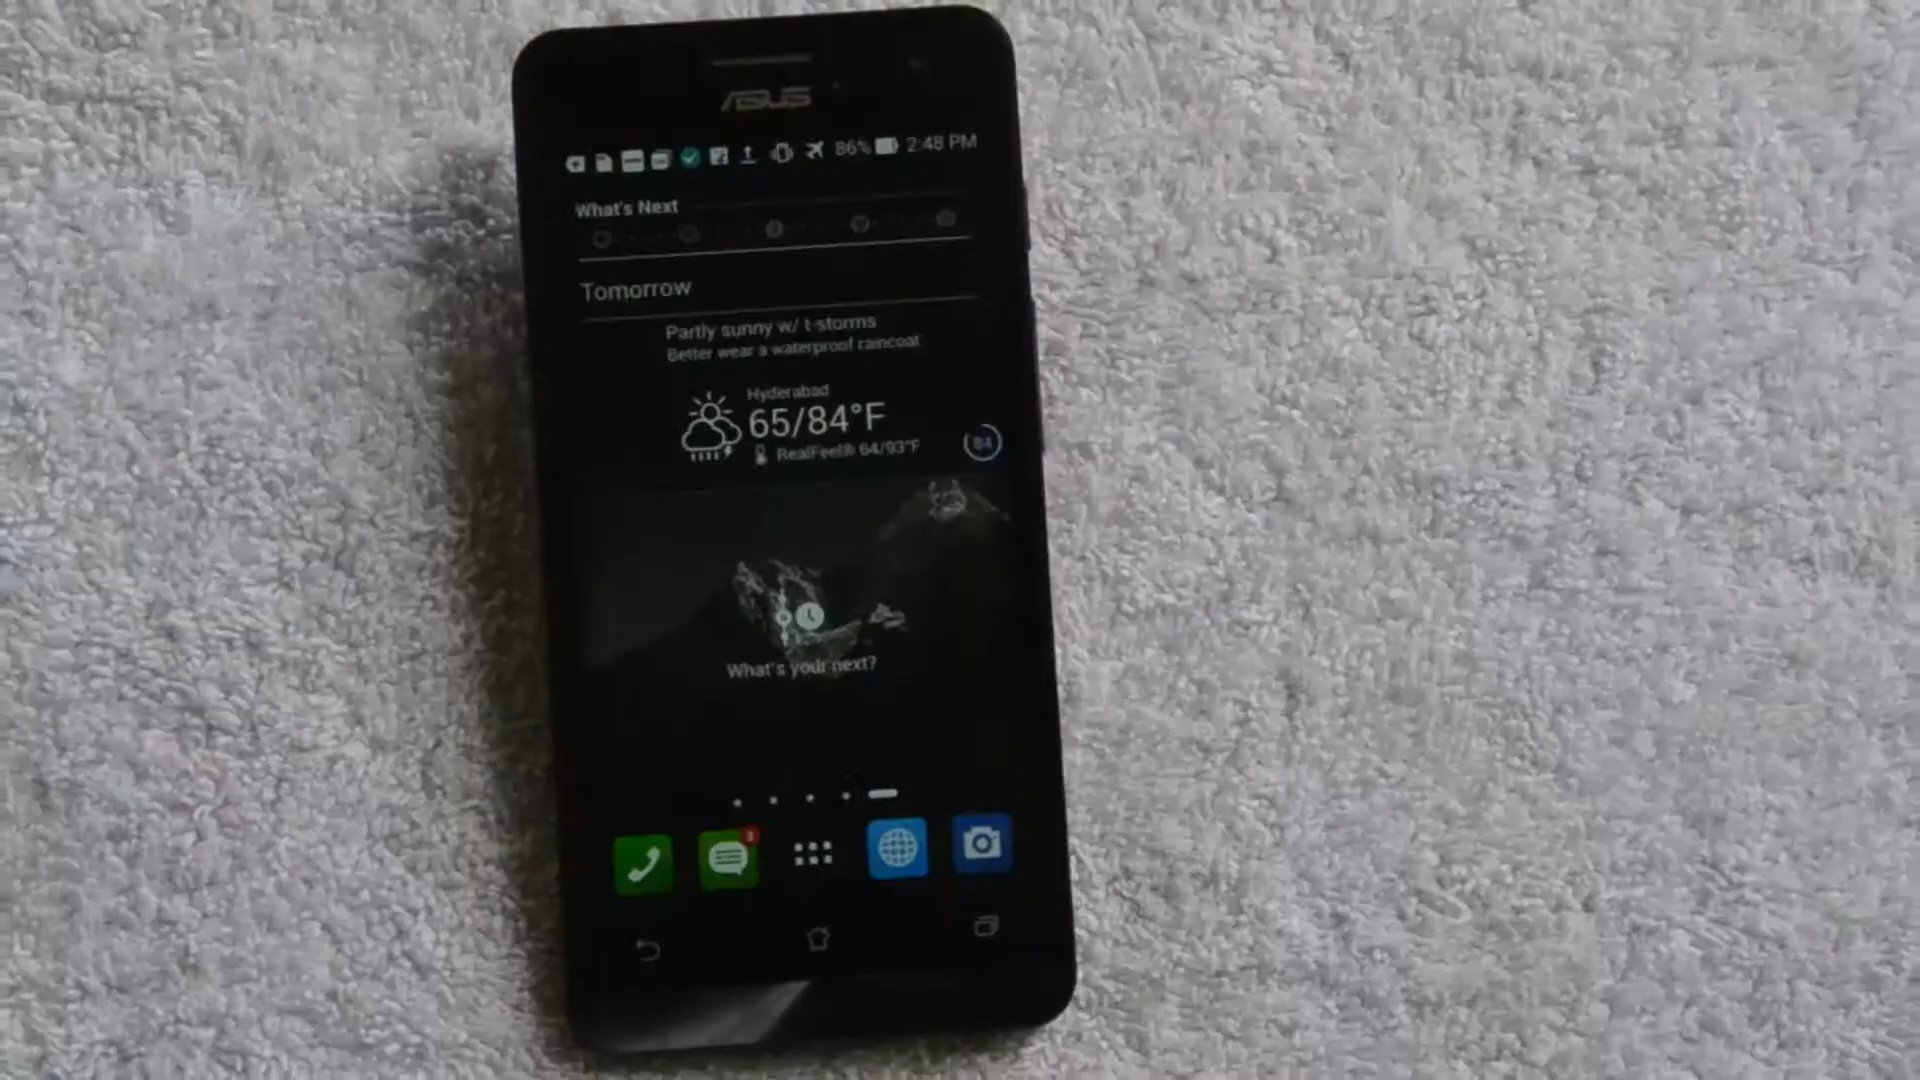 ASUS
86% 2:48 PM
What's Next
Tomorrow
Partly sunny w/ t-storms
Better wear a waterproof raincoat
Hyderabad
65/84°F
RealFeel® 64/93°F
84
What's your next?